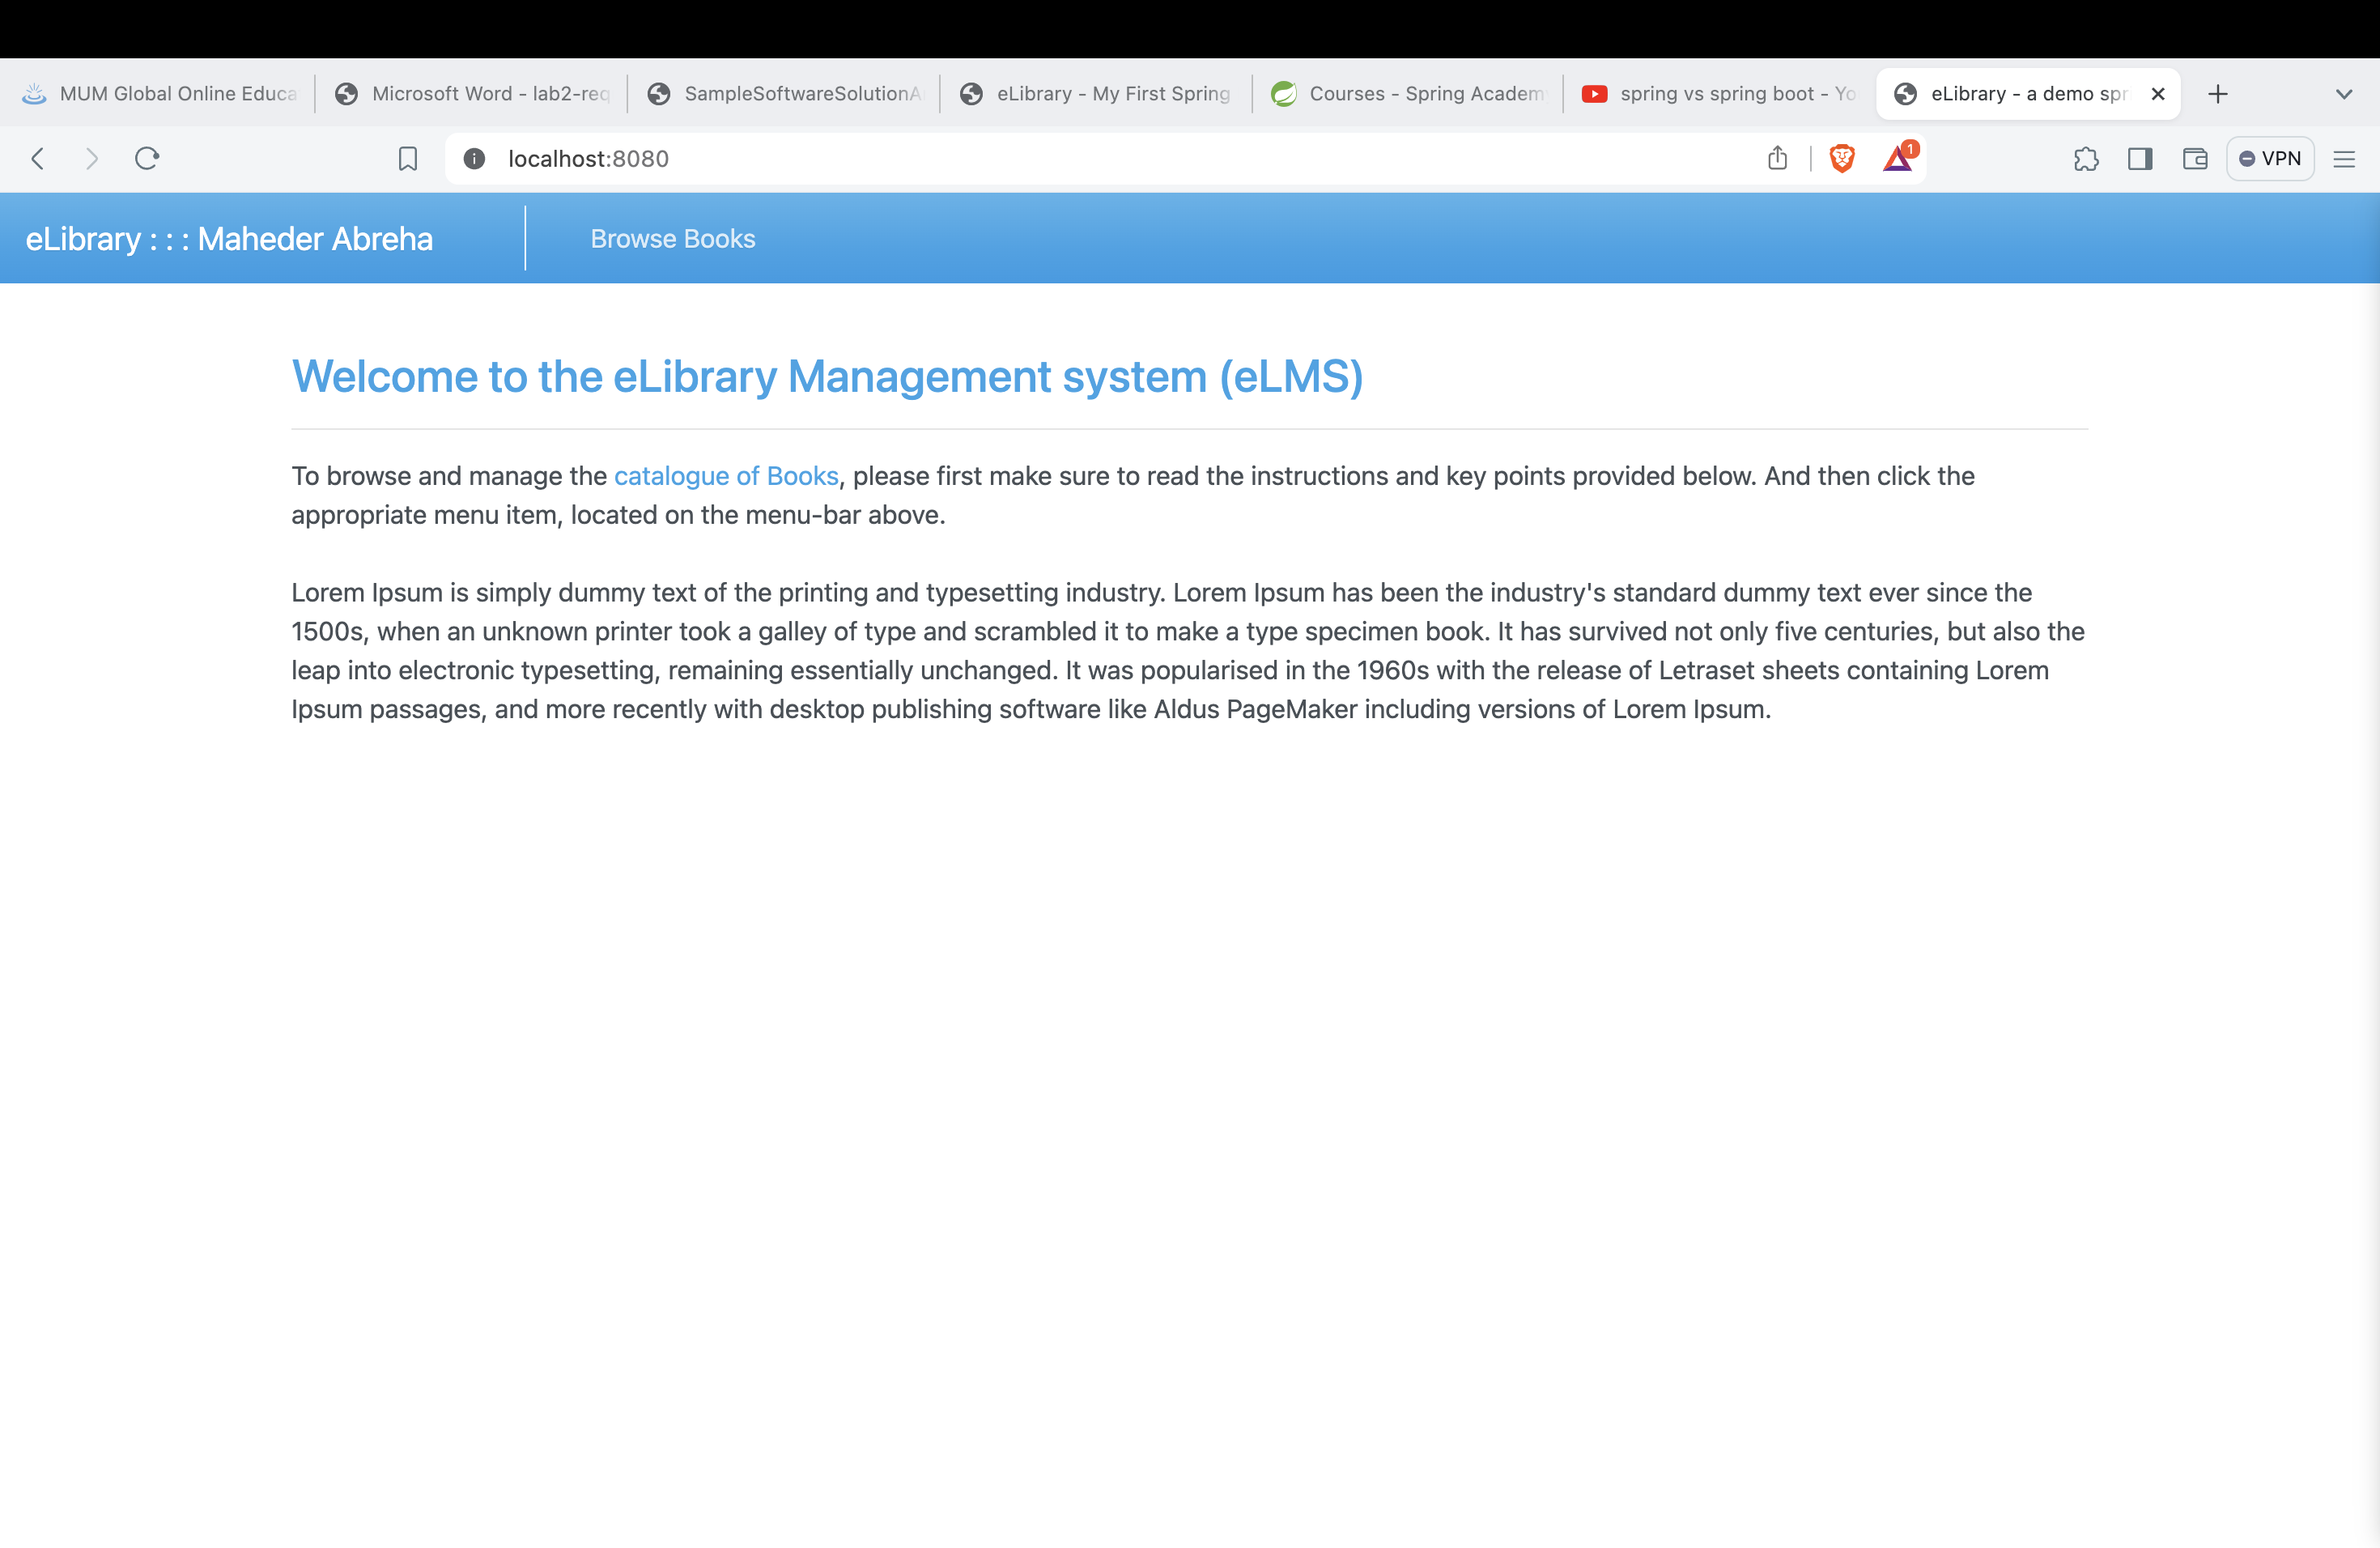 MUM Global Online Educa
Microsoft Word - lab2-req
SampleSoftwareSolutionA
eLibrary - My First Spring
Courses - Spring Academ
spring vs spring boot - Yo
eLibrary - a demo spr
localhost:8080
1
VPN
eLibrary : : : Maheder Abreha
Browse Books
Welcome to the eLibrary Management system (eLMS)
To browse and manage the catalogue of Books, please first make sure to read the instructions and key points provided below. And then click the
appropriate menu item, located on the menu-bar above.
Lorem Ipsum is simply dummy text of the printing and typesetting industry. Lorem Ipsum has been the industry's standard dummy text ever since the
1500s, when an unknown printer took a galley of type and scrambled it to make a type specimen book. It has survived not only five centuries, but also the
leap into electronic typesetting, remaining essentially unchanged. It was popularised in the 1960s with the release of Letraset sheets containing Lorem
Ipsum passages, and more recently with desktop publishing software like Aldus PageMaker including versions of Lorem Ipsum.